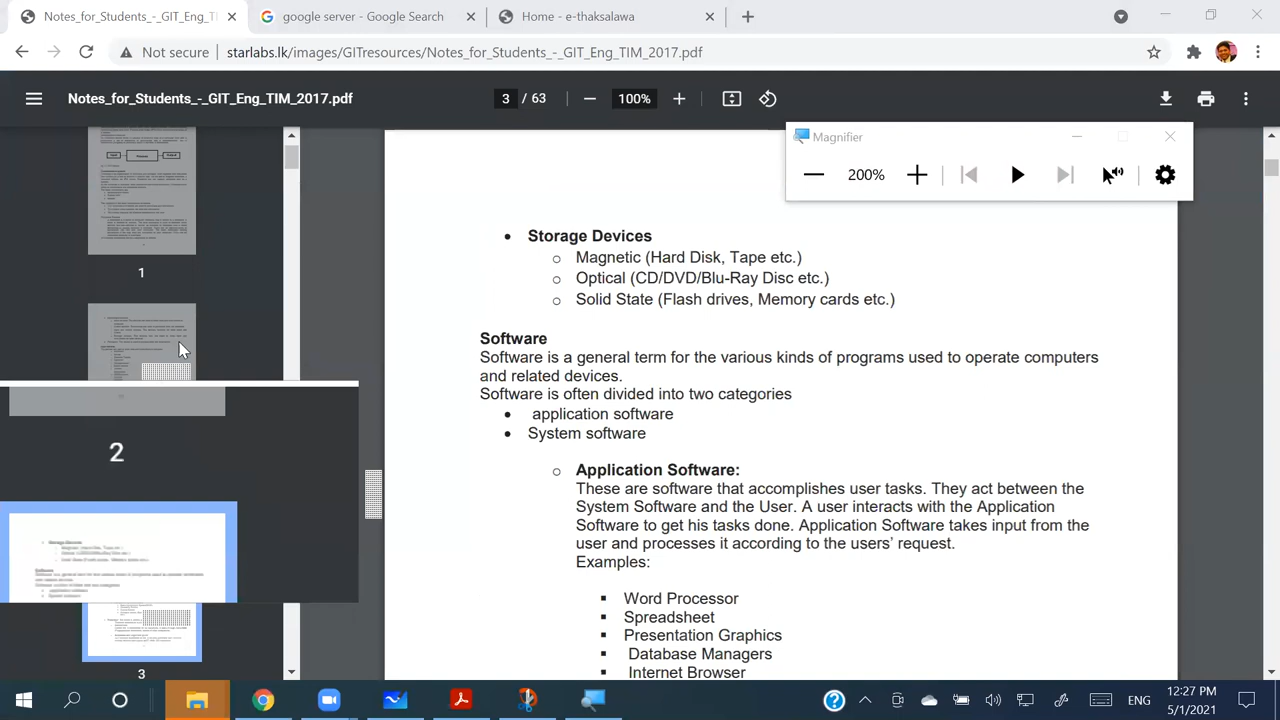 Notes_for_Students_-_GIT_Eng_T
google server - Google Search
Home - e-thaksalawa
Not secure
starlabs.lk/images/GITresources/Notes_for_Students_-_GIT_Eng_TIM_2017.pdf
Notes_for_Students_-_GIT_Eng_TIM_2017.pdf
3 / 63
100%
Magnifier
200%
1
2
3
• Storage Devices
o Magnetic (Hard Disk, Tape etc.)
o Optical (CD/DVD/Blu-Ray Disc etc.)
o Solid State (Flash drives, Memory cards etc.)
Software
Software is a general term for the various kinds of programs used to operate computers
and related devices.
Software is often divided into two categories
• application software
• System software
o Application Software:
These are software that accomplishes user tasks. They act between the
System Software and the User. A user interacts with the Application
Software to get his tasks done. Application Software takes input from the
user and processes it according to the users' request.
Examples:
▪ Word Processor
▪ Spreadsheet
▪ Presentation Graphics
▪ Database Managers
▪ Internet Browser
ENG
12:27 PM
5/1/2021